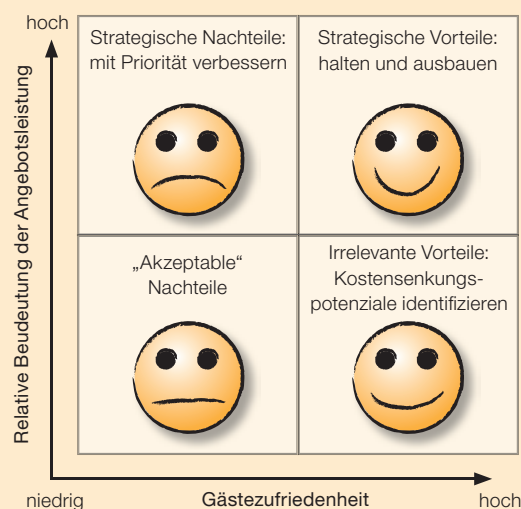 hoch
Strategische Nachteile:
mit Priorität verbessern
Strategische Vorteile:
halten und ausbauen
Relative Beudeutung der Angebotsleistung
„Akzeptable“
Nachteile
Irrelevante Vorteile:
Kostensenkungs-
potenziale identifizieren
niedrig
Gästezufriedenheit
hoch